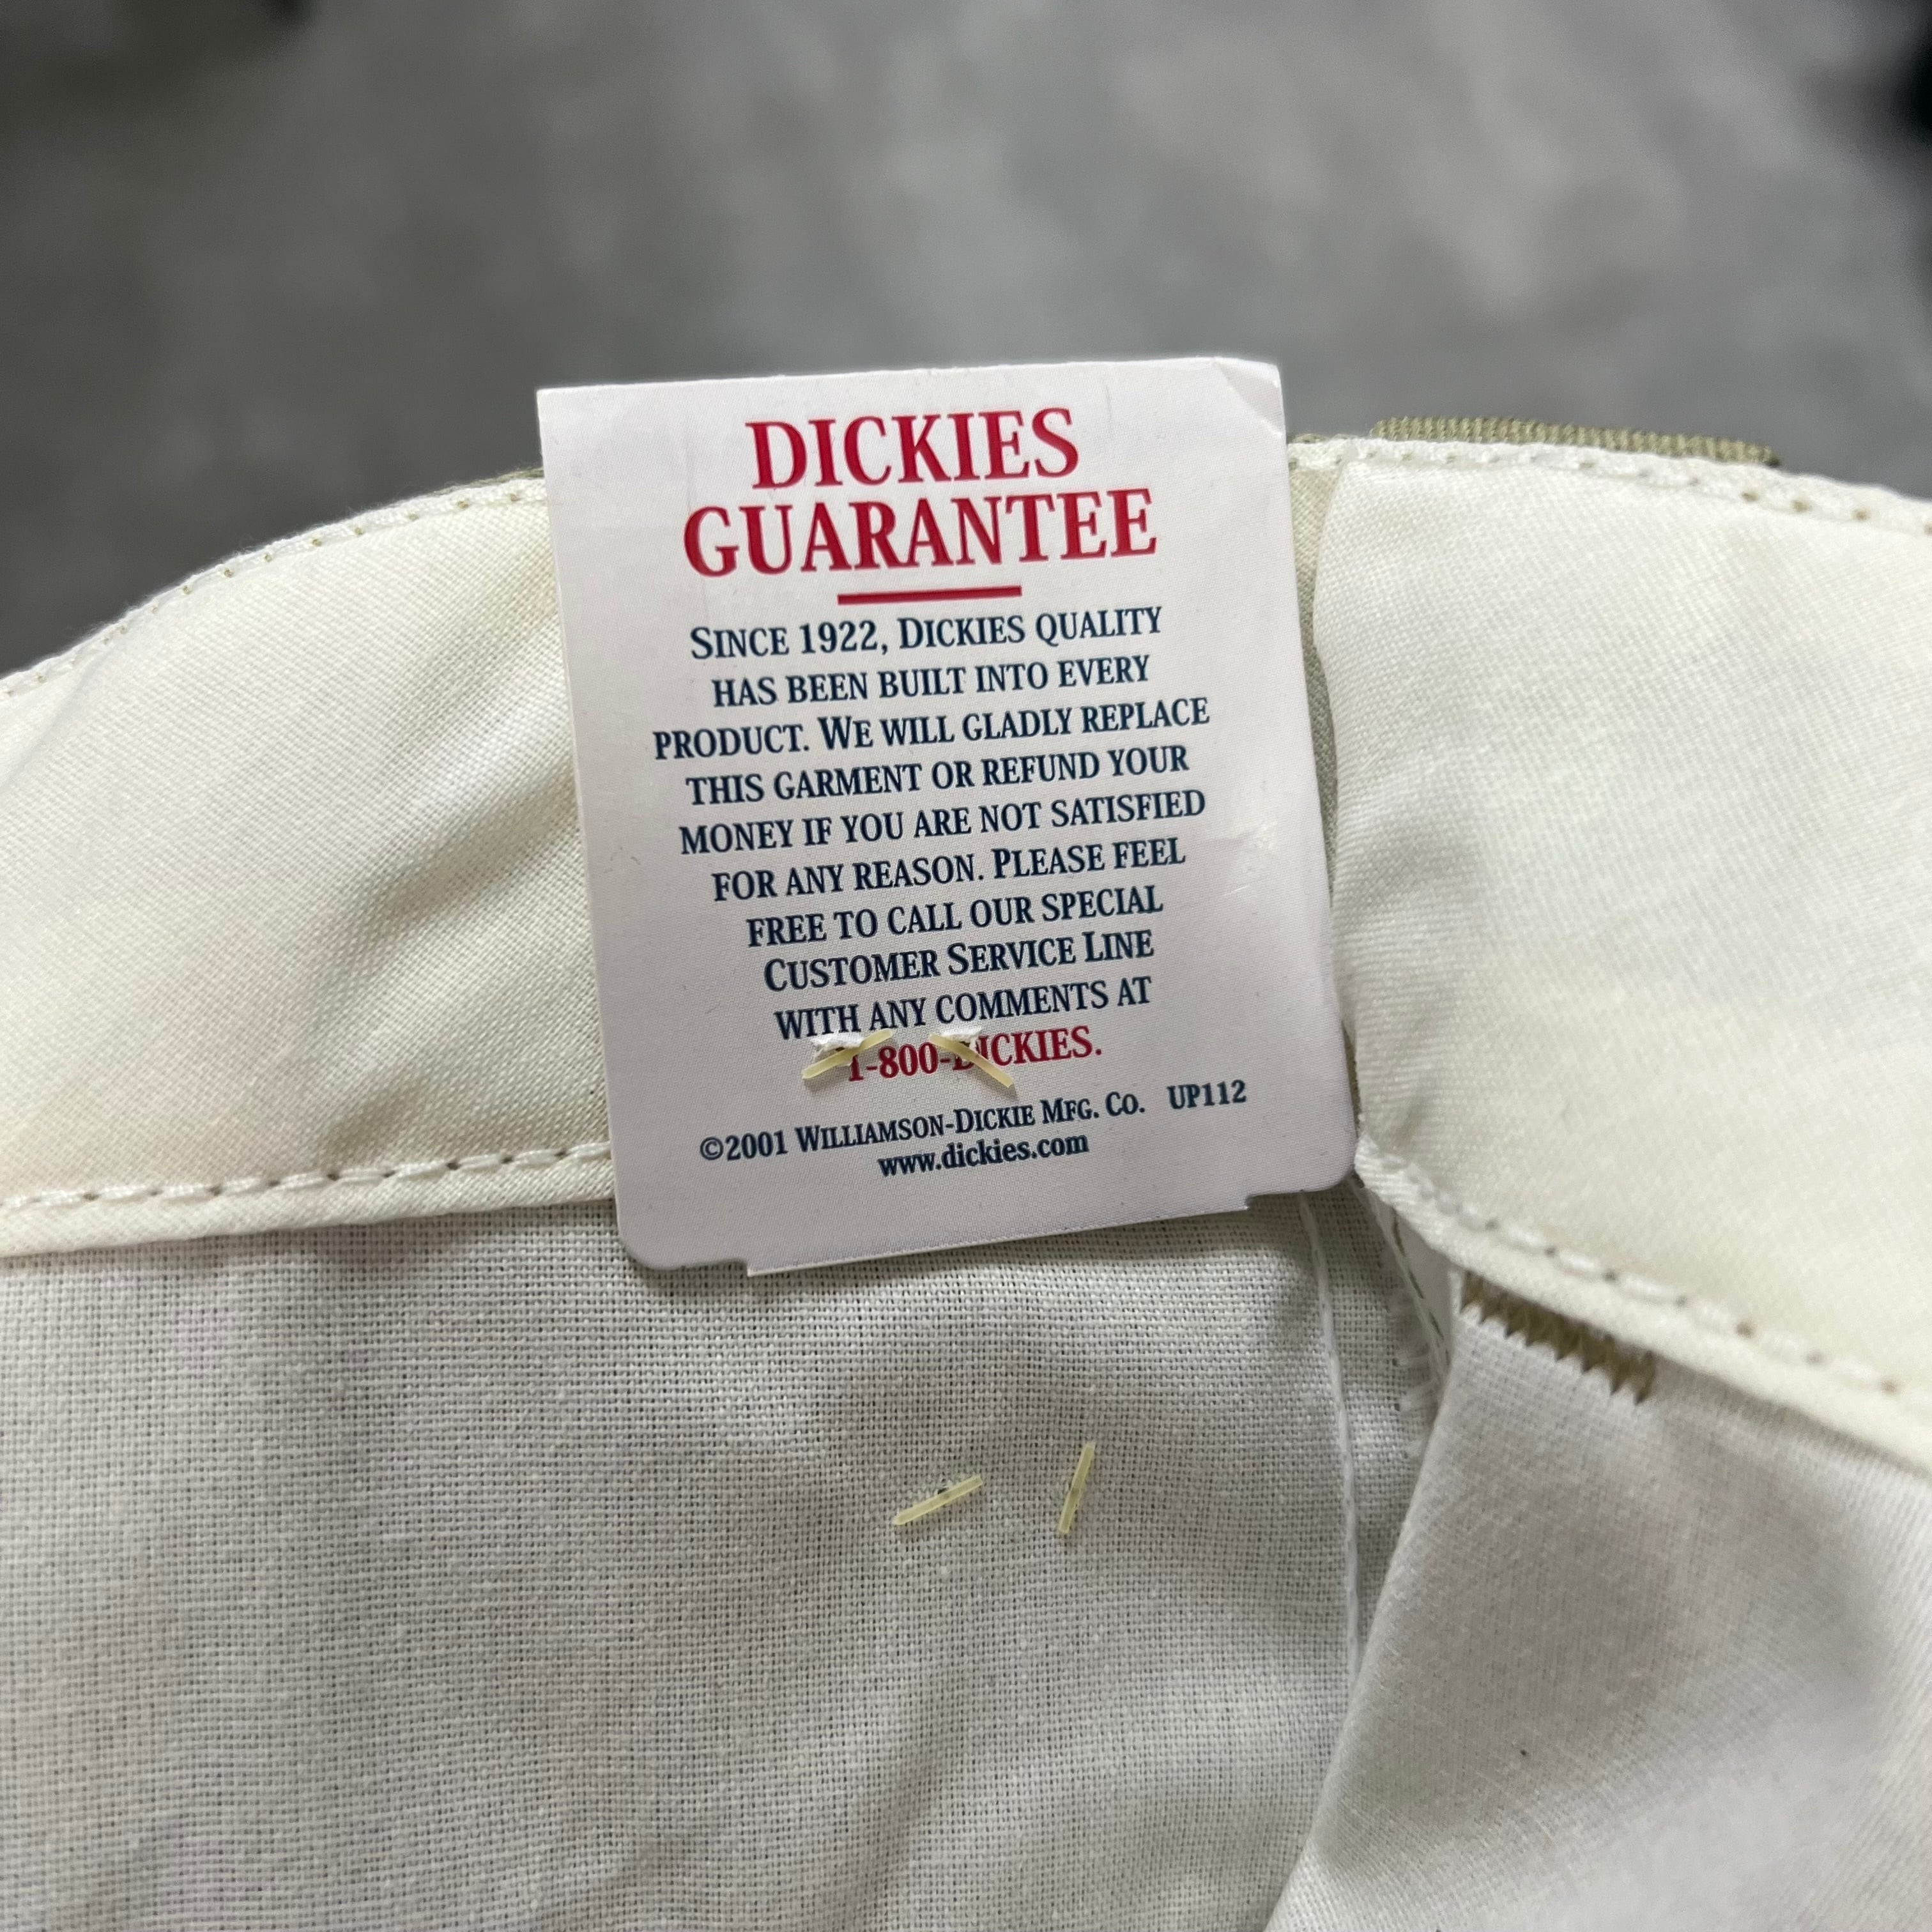 DICKIES
GUARANTEE
SINCE 1922, DICKIES QUALITY
HAS BEEN BUILT INTO EVERY
PRODUCT. WE WILL GLADLY REPLACE
THIS GARMENT OR REFUND YOUR
MONEY IF YOU ARE NOT SATISFIED
FOR ANY REASON. PLEASE FEEL
FREE TO CALL OUR SPECIAL
CUSTOMER SERVICE LINE
WITH ANY COMMENTS AT
1-800-DICKIES.
©2001 WILLIAMSON-DICKIE MFG. CO. UP112
www.dickies.com